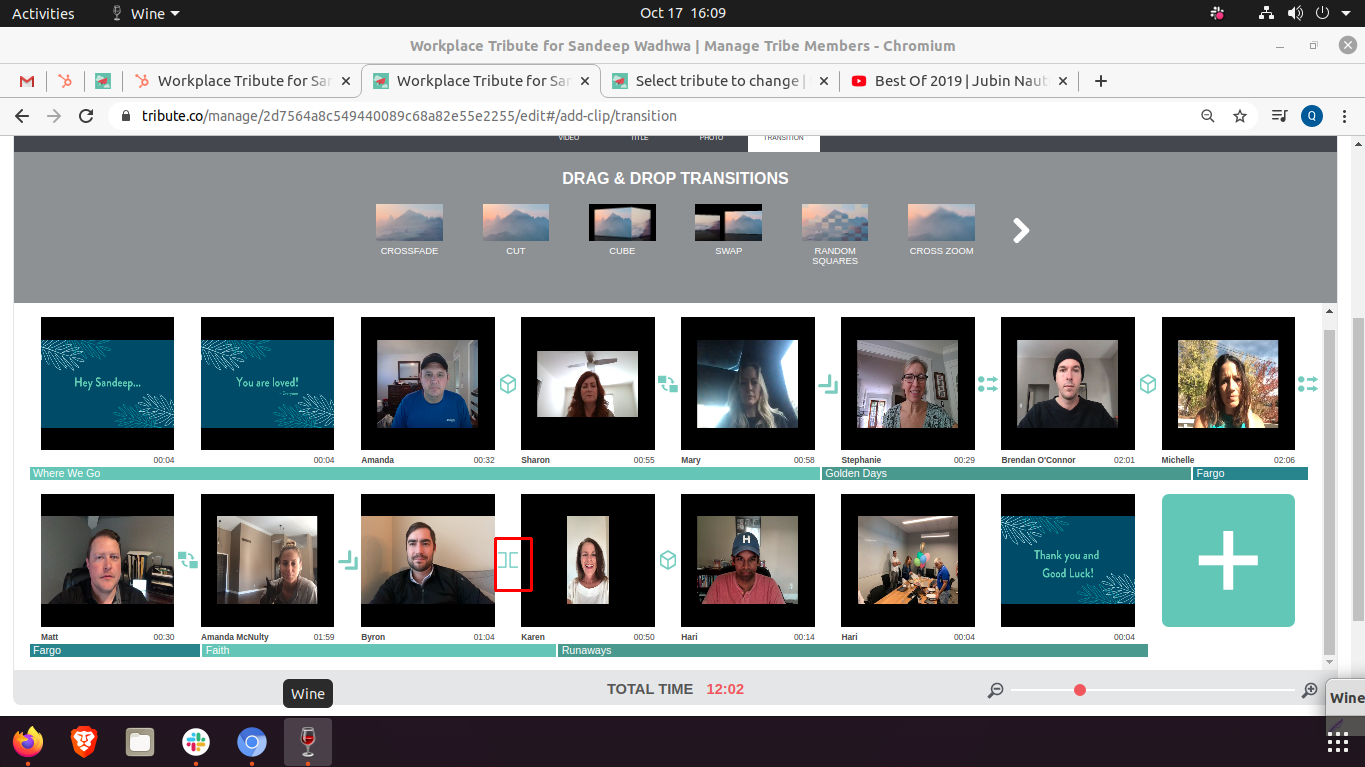 Activities Wine Oct 17 16:09
Workplace Tribute for Sandeep Wadhwa | Manage Tribe Members - Chromium
Workplace Tribute for Sa Workplace Tribute for Sa Select tribute to change | Best Of 2019 | Jubin Naut
tribute.co/manage/2d7564a8c549440089c68a82e55e2255/edit#/add-clip/transition Q
VIDEO TITLE PHOTO TRANSITION
DRAG & DROP TRANSITIONS
CROSSFADE CUT CUBE SWAP RANDOM SQUARES CROSS ZOOM
Hey Sandeep... You are loved!
- Everyone
00:04 00:04 Amanda 00:32 Sharon 00:55 Mary 00:58 Stephanie 00:29 Brendan O'Connor 02:01 Michelle 02:06
Where We Go Golden Days Fargo
H
Thank you and
Good Luck!
Matt 00:30 Amanda McNulty 01:59 Byron 01:04 Karen 00:50 Hari 00:14 Hari 00:04 00:04
Fargo Faith Runaways
TOTAL TIME 12:02
Wine
Wine